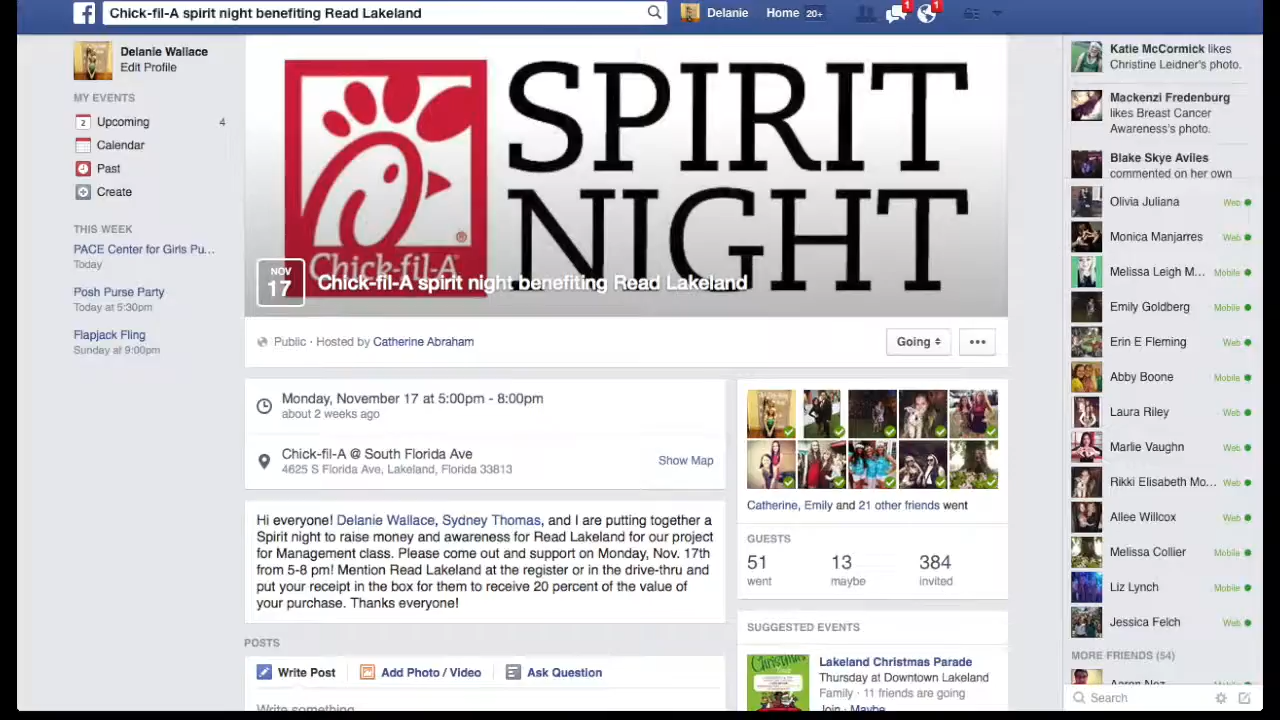 Chick-fil-A spirit night benefiting Read Lakeland
Delanie
Home 20+
1
1
Delanie Wallace
Edit Profile
MY EVENTS
2 Upcoming 4
Calendar
Past
Create
THIS WEEK
PACE Center for Girls Pu...
Today
Posh Purse Party
Today at 5:30pm
Flapjack Fling
Sunday at 9:00pm
SPIRIT
NIGHT
Chick-fil-A ®
NOV
17
Chick-fil-A spirit night benefiting Read Lakeland
Public · Hosted by Catherine Abraham
Going
Monday, November 17 at 5:00pm - 8:00pm
about 2 weeks ago
Chick-fil-A @ South Florida Ave
4625 S Florida Ave, Lakeland, Florida 33813
Show Map
Hi everyone! Delanie Wallace, Sydney Thomas, and I are putting together a
Spirit night to raise money and awareness for Read Lakeland for our project
for Management class. Please come out and support on Monday, Nov. 17th
from 5-8 pm! Mention Read Lakeland at the register or in the drive-thru and
put your receipt in the box for them to receive 20 percent of the value of
your purchase. Thanks everyone!
POSTS
Write Post
Add Photo / Video
Ask Question
Write something
Catherine, Emily and 21 other friends went
GUESTS
51 13 384
went maybe invited
SUGGESTED EVENTS
Christmas
Lakeland Christmas Parade
Thursday at Downtown Lakeland
Family · 11 friends are going
Join · Maybe
Katie McCormick likes
Christine Leidner's photo.
Mackenzi Fredenburg
likes Breast Cancer
Awareness's photo.
Blake Skye Aviles
commented on her own
Olivia Juliana Web
Monica Manjarres Web
Melissa Leigh M... Mobile
Emily Goldberg Web
Erin E Fleming Web
Abby Boone Mobile
Laura Riley Web
Marlie Vaughn Web
Rikki Elisabeth Mo... Web
Allee Willcox Web
Melissa Collier Mobile
Liz Lynch Mobile
Jessica Felch Web
MORE FRIENDS (54)
Aaron Nez
Search